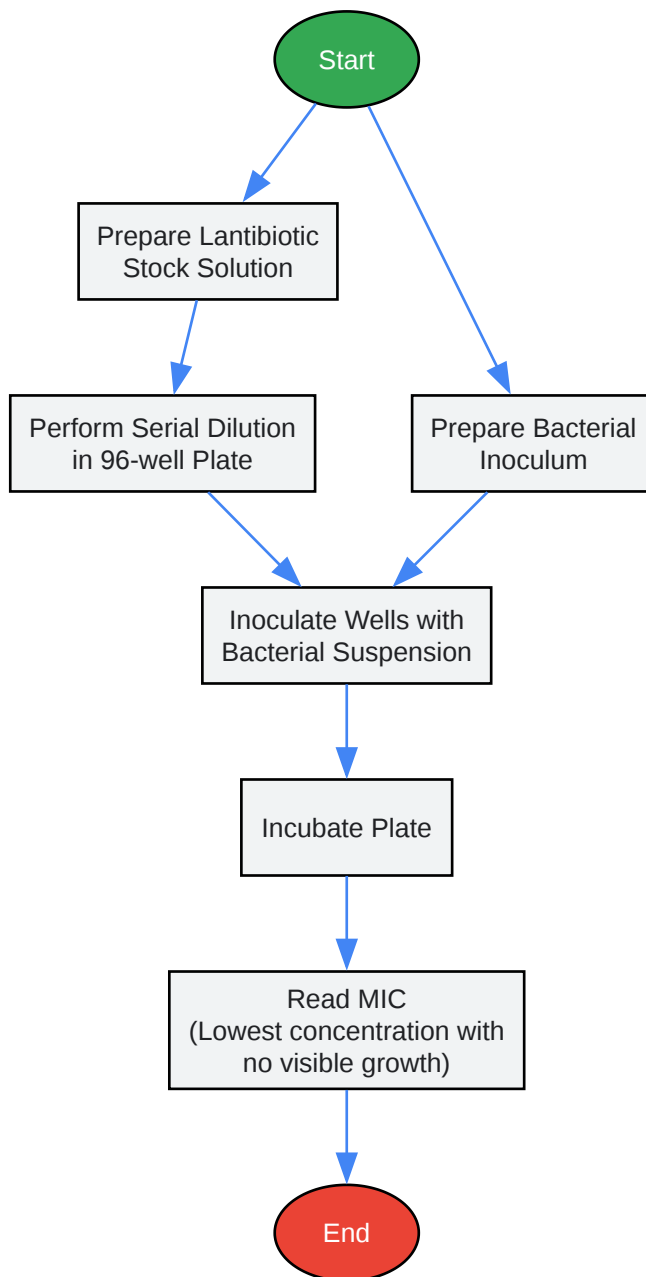 Start
Prepare Lantibiotic
Stock Solution
Perform Serial Dilution
in 96-well Plate
Prepare Bacterial
Inoculum
Inoculate Wells with
Bacterial Suspension
Incubate Plate
Read MIC
(Lowest concentration with
no visible growth)
End